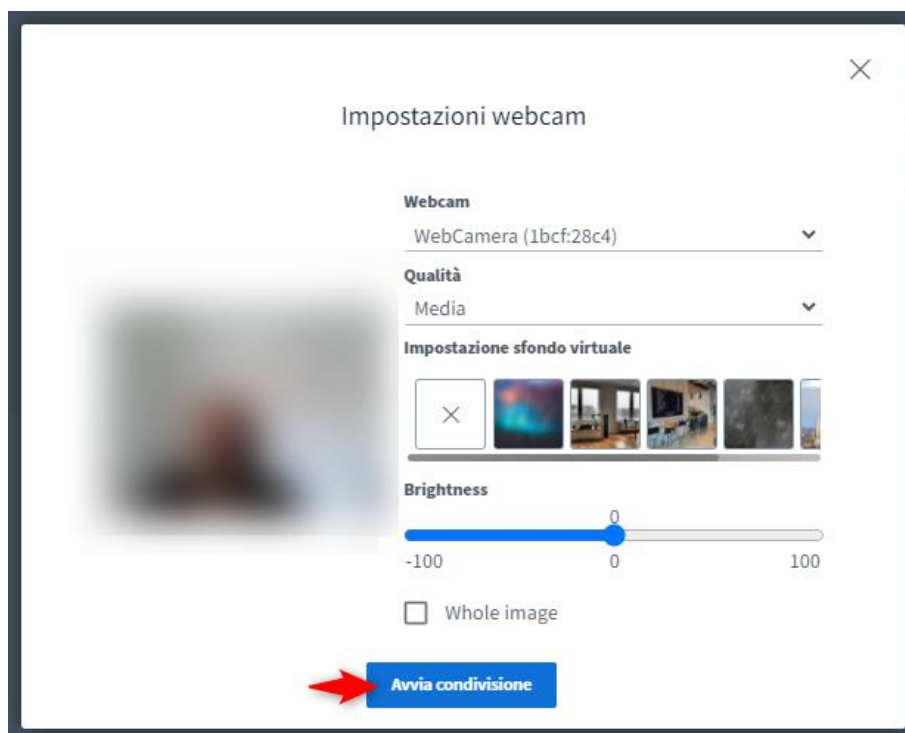 Impostazioni webcam
Webcam
WebCamera (1bcf:28c4)
Qualità
Media
Impostazione sfondo virtuale
Brightness
0
-100 0 100
Whole image
Avvia condivisione